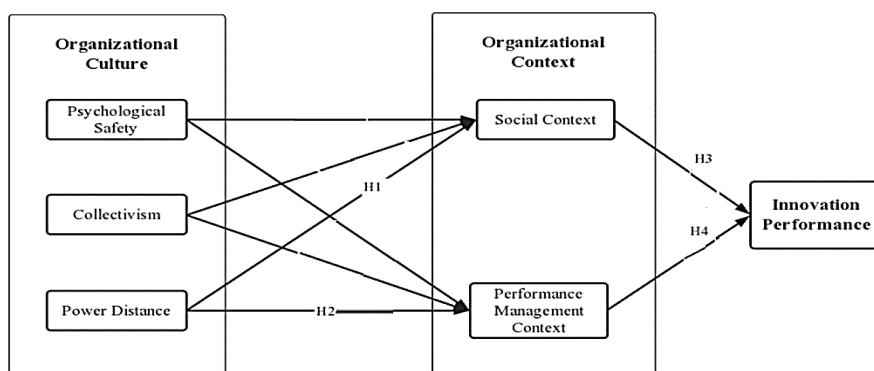 Organizational
Culture
Psychological
Safety
Collectivism
Power Distance
H1
H2
Organizational
Context
Social Context
Performance
Management
Context
H3
H4
Innovation
Performance